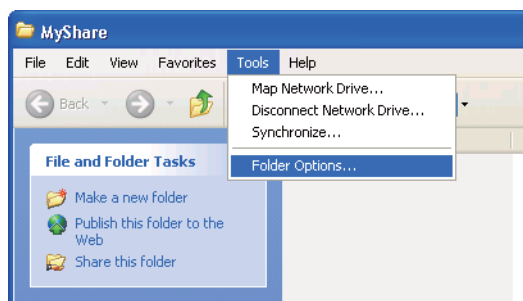 MyShare
File Edit View Favorites Tools Help
Map Network Drive...
Back
Disconnect Network Drive...
Synchronize...
File and Folder Tasks
Folder Options...
Make a new folder
Publish this folder to the
Web
Share this folder